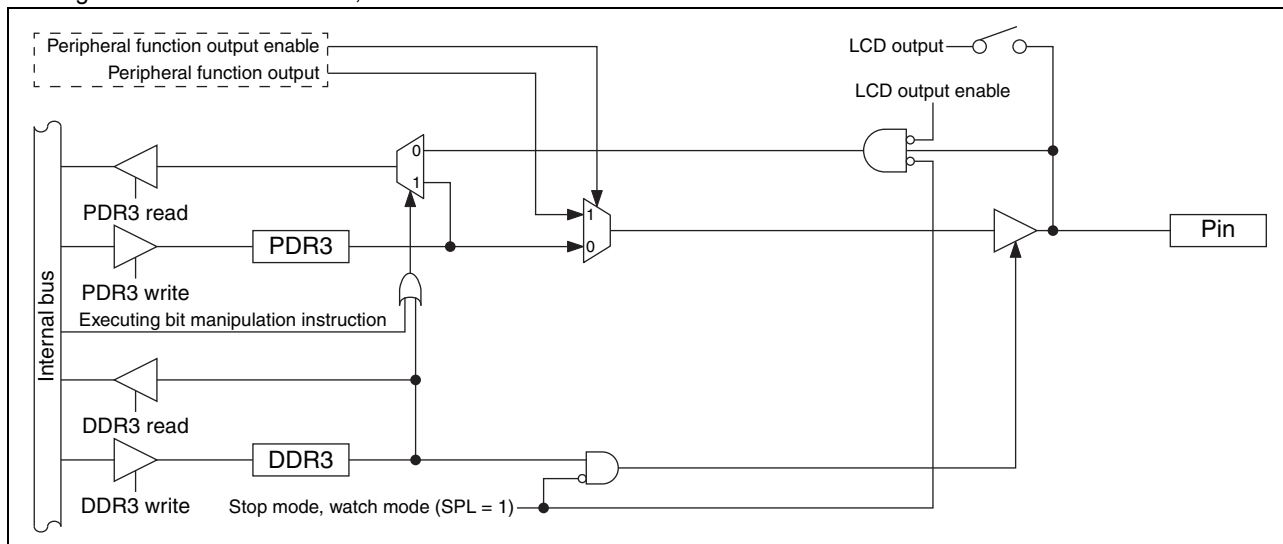 Peripheral function output enable
Peripheral function output
LCD output
LCD output enable
0
1
PDR3 read
1
0
PDR3
Pin
PDR3 write
Executing bit manipulation instruction
Internal bus
DDR3 read
DDR3
DDR3 write
Stop mode, watch mode (SPL = 1)